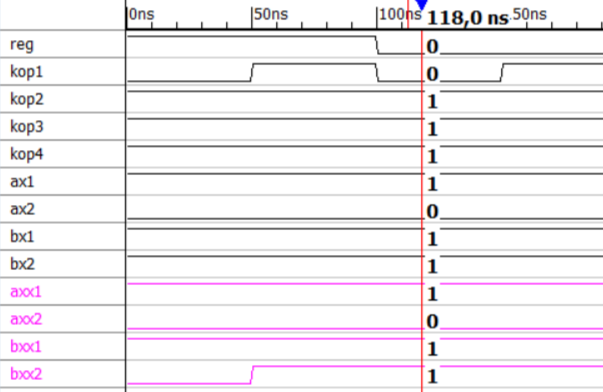 0ns 50ns 100ns 118,0 ns 50ns
reg 0
kop1 0
kop2 1
kop3 1
kop4 1
ax1 1
ax2 0
bx1 1
bx2 1
axx1 1
axx2 0
bxx1 1
bxx2 1